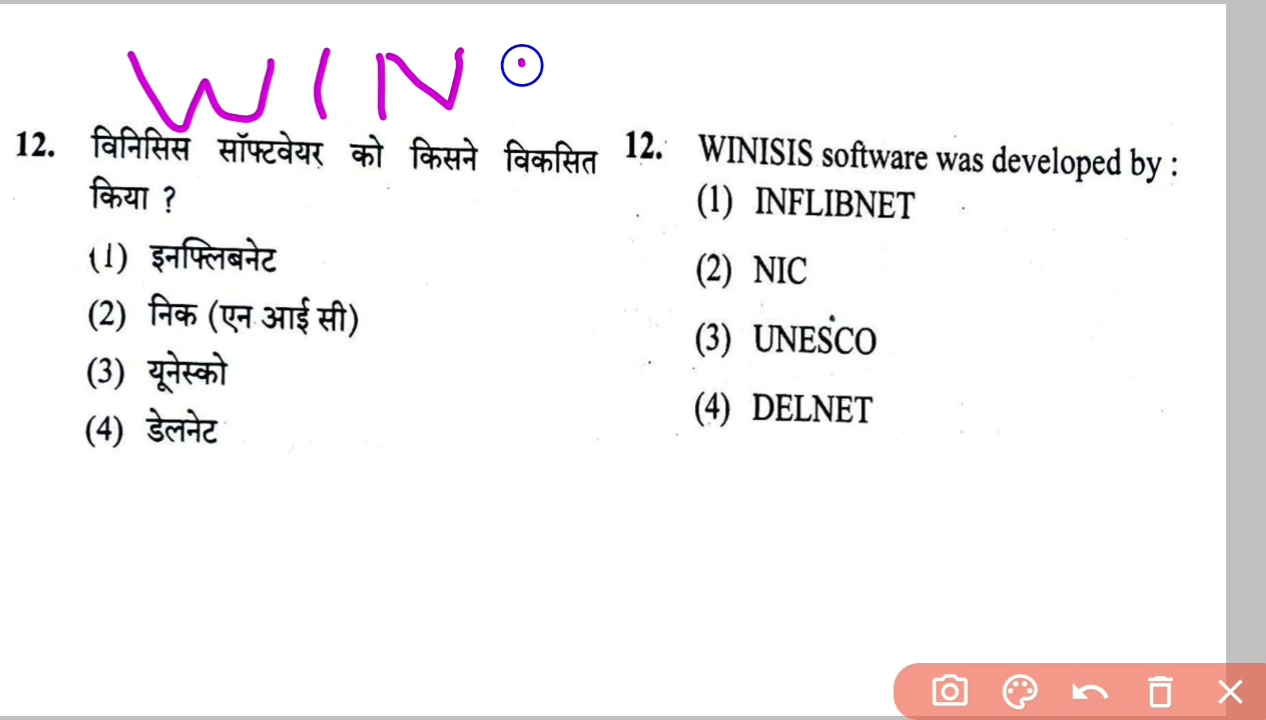 WIN
12. विनिसिस सॉफ्टवेयर को किसने विकसित
किया ?
(1) इनफ्लिबनेट
(2) निक (एन आई सी)
(3) यूनेस्को
(4) डेलनेट
12. WINISIS software was developed by :
(1) INFLIBNET
(2) NIC
(3) UNESCO
(4) DELNET